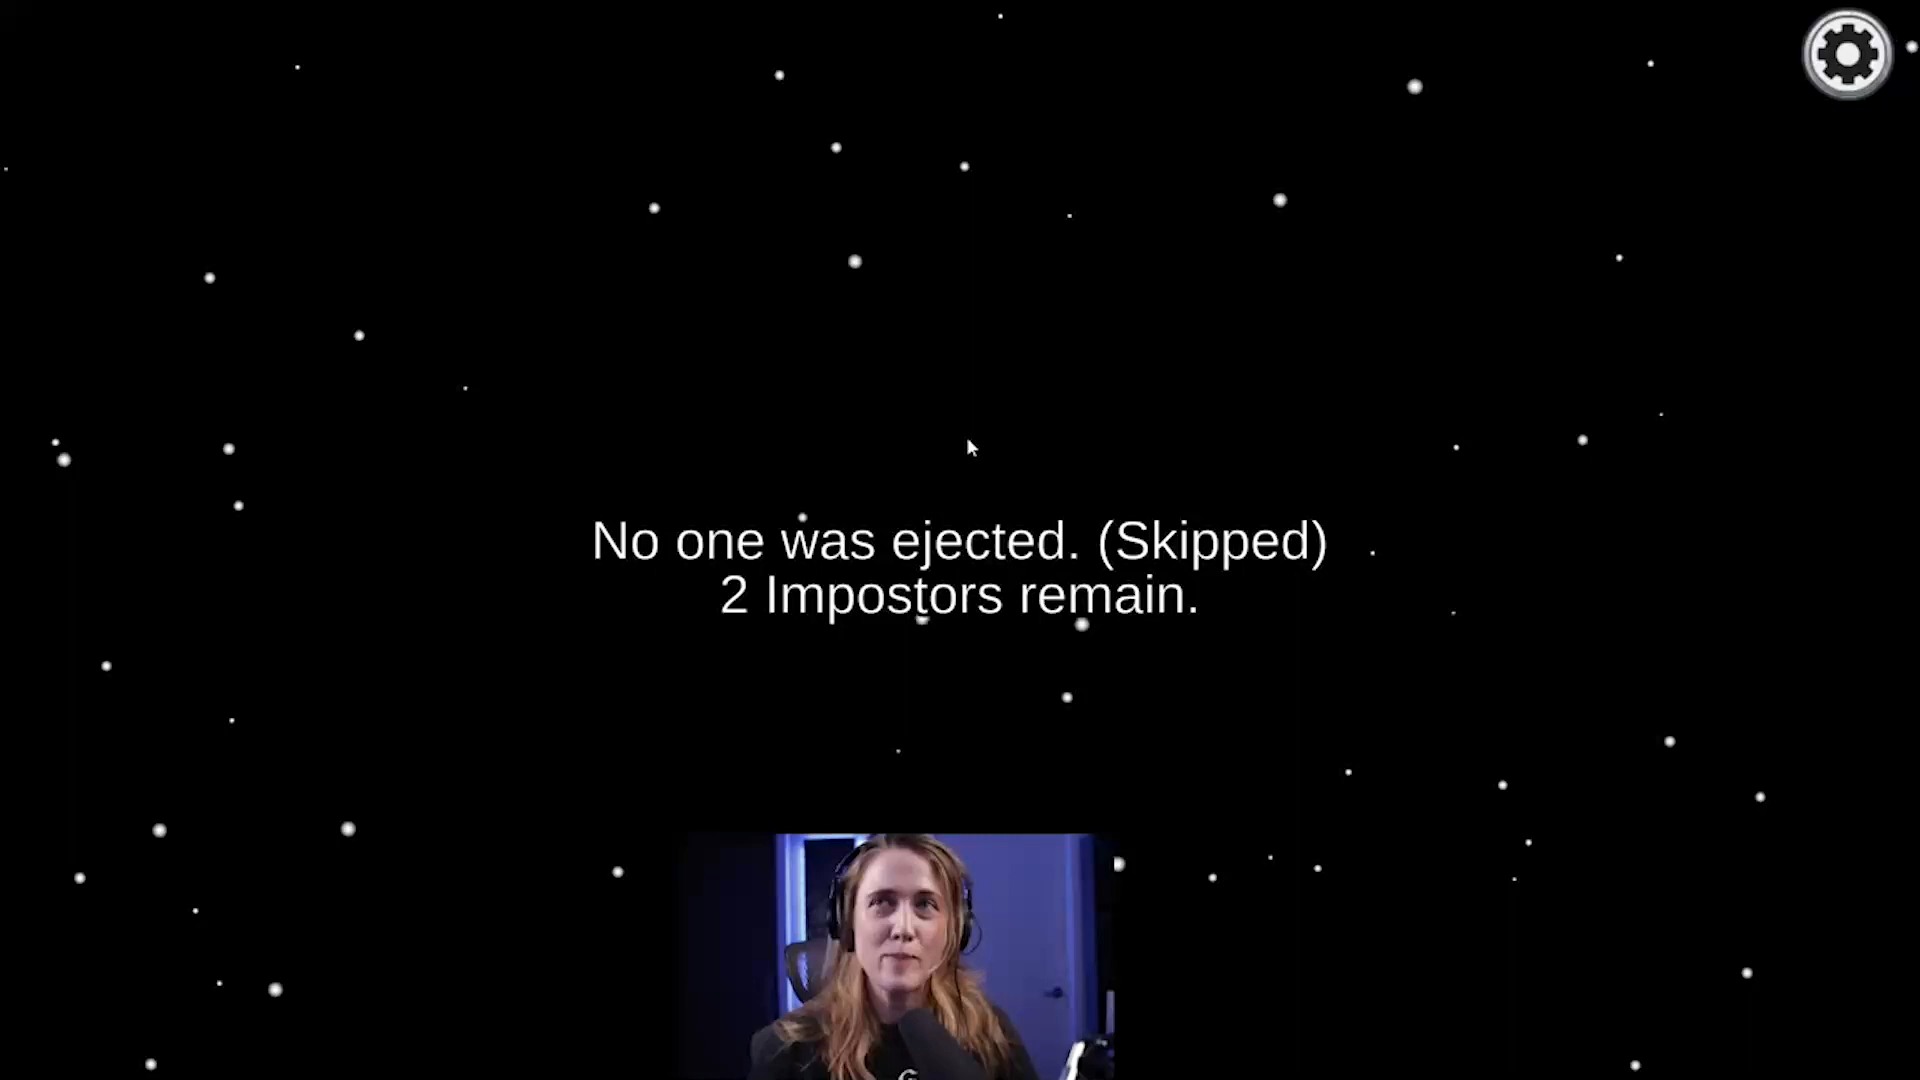 No one was ejected. (Skipped)
2 Impostors remain.